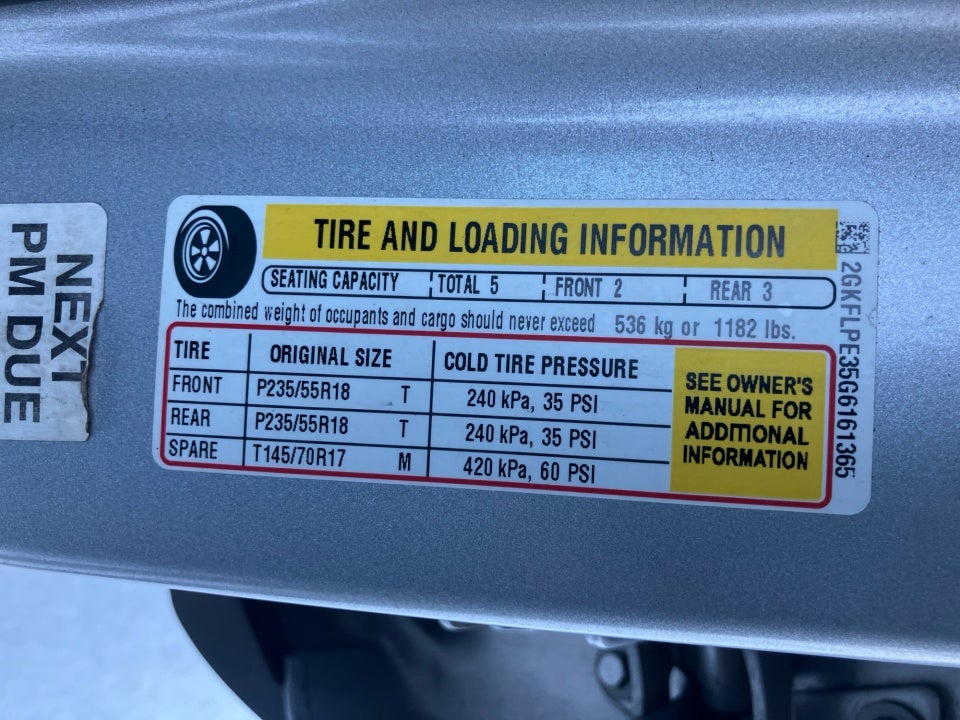 NEXT
PM DUE
TIRE AND LOADING INFORMATION
SEATING CAPACITY TOTAL 5 FRONT 2 REAR 3
The combined weight of occupants and cargo should never exceed 536 kg or 1182 lbs.
TIRE ORIGINAL SIZE COLD TIRE PRESSURE
FRONT P235/55R18 T 240 kPa, 35 PSI
REAR P235/55R18 T 240 kPa, 35 PSI
SPARE T145/70R17 M 420 kPa, 60 PSI
SEE OWNER'S
MANUAL FOR
ADDITIONAL
INFORMATION
2GKFLPE35G6161365